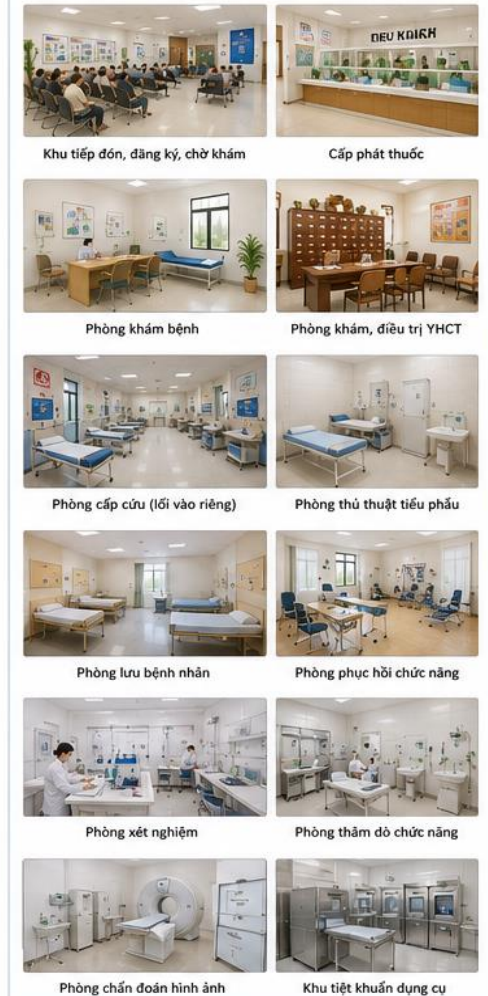 DEU KDIRH
Khu tiếp đón, đăng ký, chờ khám
Cấp phát thuốc
Phòng khám bệnh
Phòng khám, điều trị YHCT
Phòng cấp cứu (lối vào riêng)
Phòng thủ thuật tiểu phẫu
Phòng lưu bệnh nhân
Phòng phục hồi chức năng
Phòng xét nghiệm
Phòng thăm dò chức năng
Phòng chẩn đoán hình ảnh
Khu tiệt khuẩn dụng cụ